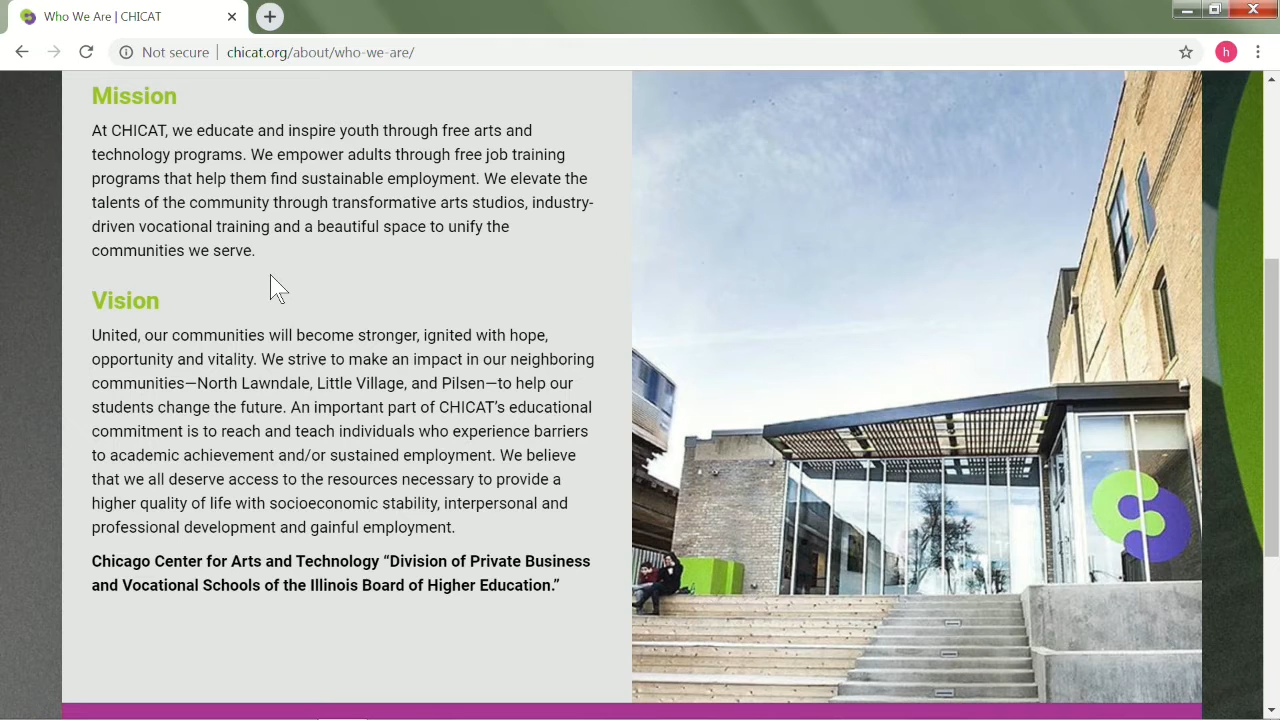 Who We Are | CHICAT
Not secure
chicat.org/about/who-we-are/
h
Mission
At CHICAT, we educate and inspire youth through free arts and
technology programs. We empower adults through free job training
programs that help them find sustainable employment. We elevate the
talents of the community through transformative arts studios, industry-
driven vocational training and a beautiful space to unify the
communities we serve.
Vision
United, our communities will become stronger, ignited with hope,
opportunity and vitality. We strive to make an impact in our neighboring
communities—North Lawndale, Little Village, and Pilsen—to help our
students change the future. An important part of CHICAT’s educational
commitment is to reach and teach individuals who experience barriers
to academic achievement and/or sustained employment. We believe
that we all deserve access to the resources necessary to provide a
higher quality of life with socioeconomic stability, interpersonal and
professional development and gainful employment.
Chicago Center for Arts and Technology “Division of Private Business
and Vocational Schools of the Illinois Board of Higher Education.”